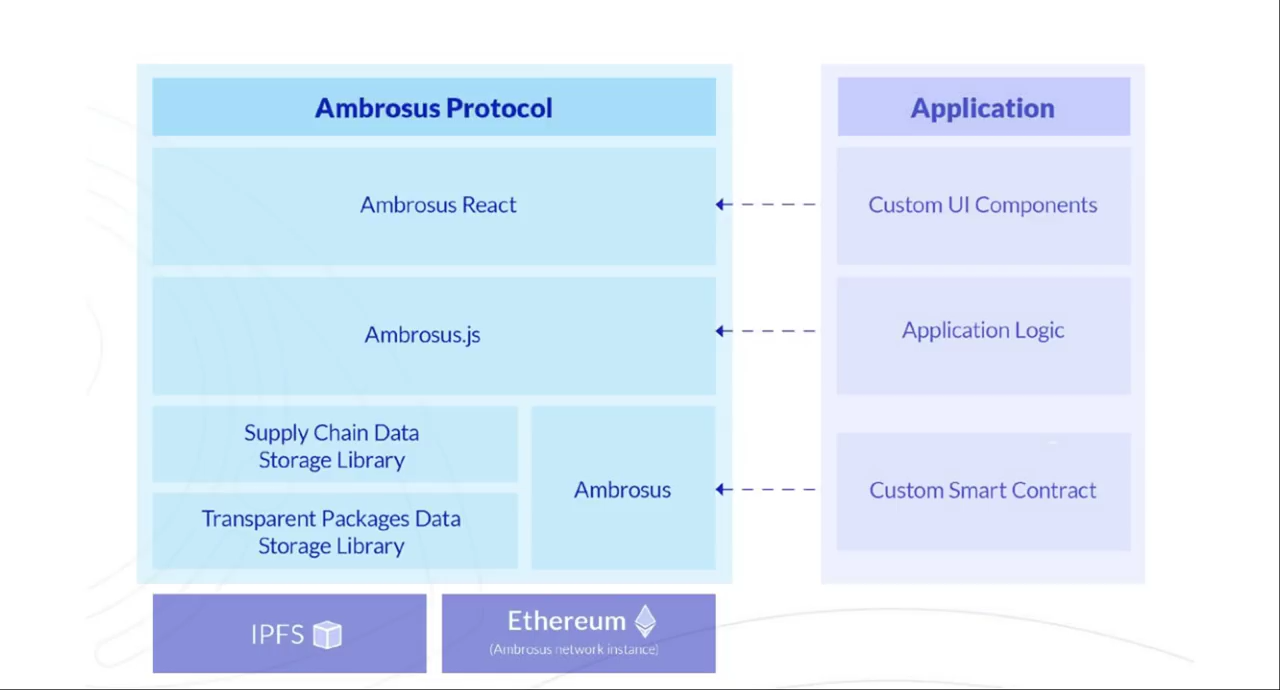 Ambrosus Protocol
Ambrosus React
Ambrosus.js
Supply Chain Data
Storage Library
Transparent Packages Data
Storage Library
Ambrosus
IPFS
Ethereum
(Ambrosus network instance)
Application
Custom UI Components
Application Logic
Custom Smart Contract